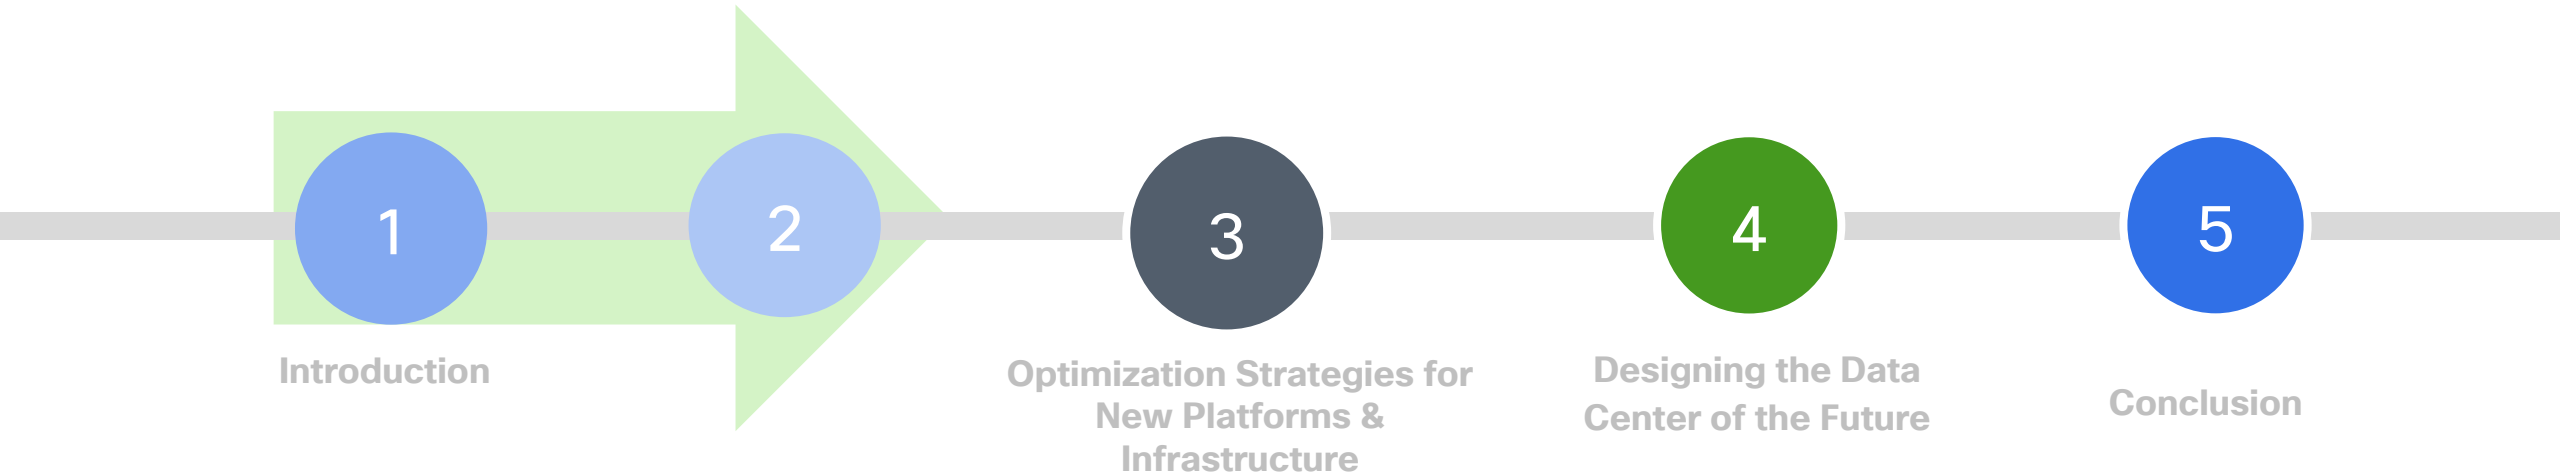 1
2
3
4
5
Introduction
Optimization Strategies for
New Platforms &
Infrastructure
Designing the Data
Center of the Future
Conclusion